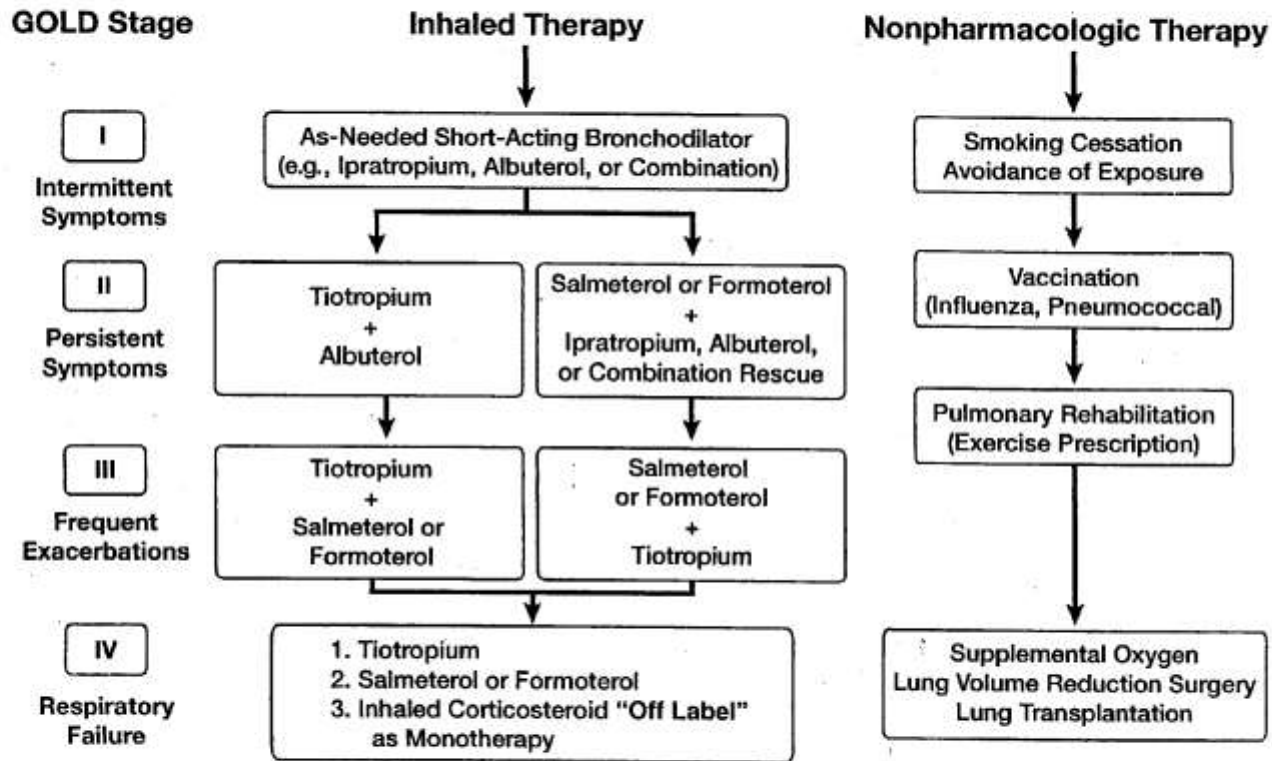 GOLD Stage
Inhaled Therapy
Nonpharmacologic Therapy
I
Intermittent
Symptoms
As-Needed Short-Acting Bronchodilator
(e.g., Ipratropium, Albuterol, or Combination)
Smoking Cessation
Avoidance of Exposure
II
Persistent
Symptoms
Tiotropium
+
Albuterol
Salmeterol or Formoterol
+
Ipratropium, Albuterol,
or Combination Rescue
Vaccination
(Influenza, Pneumococcal)
III
Frequent
Exacerbations
Tiotropium
+
Salmeterol or
Formoterol
Salmeterol
or Formoterol
+
Tiotropium
Pulmonary Rehabilitation
(Exercise Prescription)
IV
Respiratory
Failure
1. Tiotropium
2. Salmeterol or Formoterol
3. Inhaled Corticosteroid “Off Label”
as Monotherapy
Supplemental Oxygen
Lung Volume Reduction Surgery
Lung Transplantation